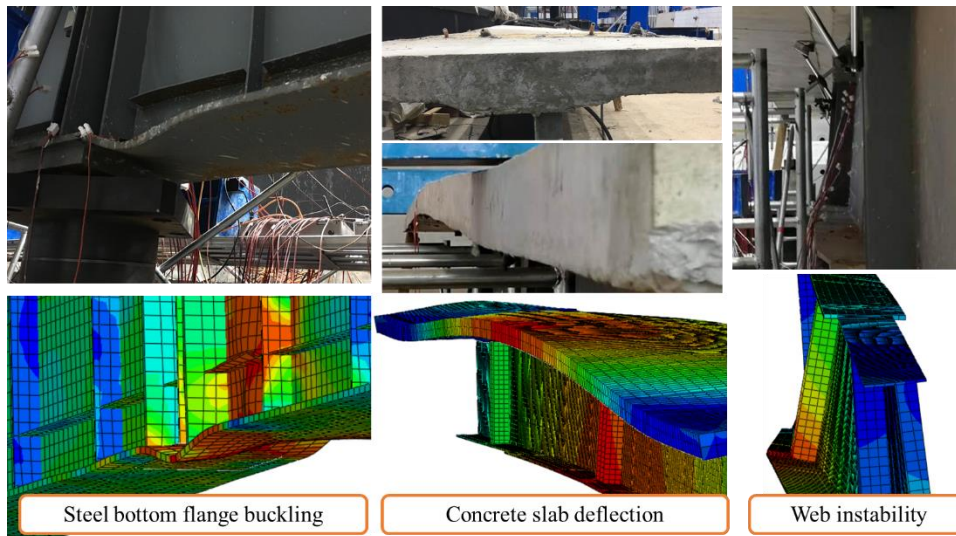 Steel bottom flange buckling
Concrete slab deflection
Web instability